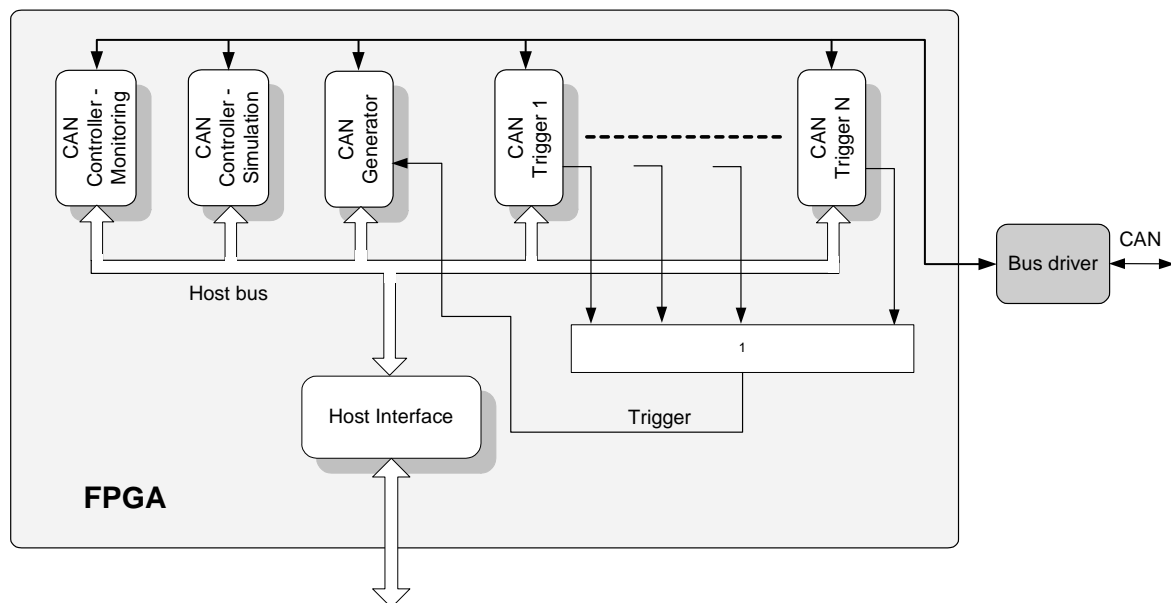 CAN
Controller -
Monitoring
CAN
Controller -
Simulation
CAN
Generator
CAN
Trigger 1
CAN
Trigger N
CAN
Bus driver
Host bus
1
Host Interface
Trigger
FPGA